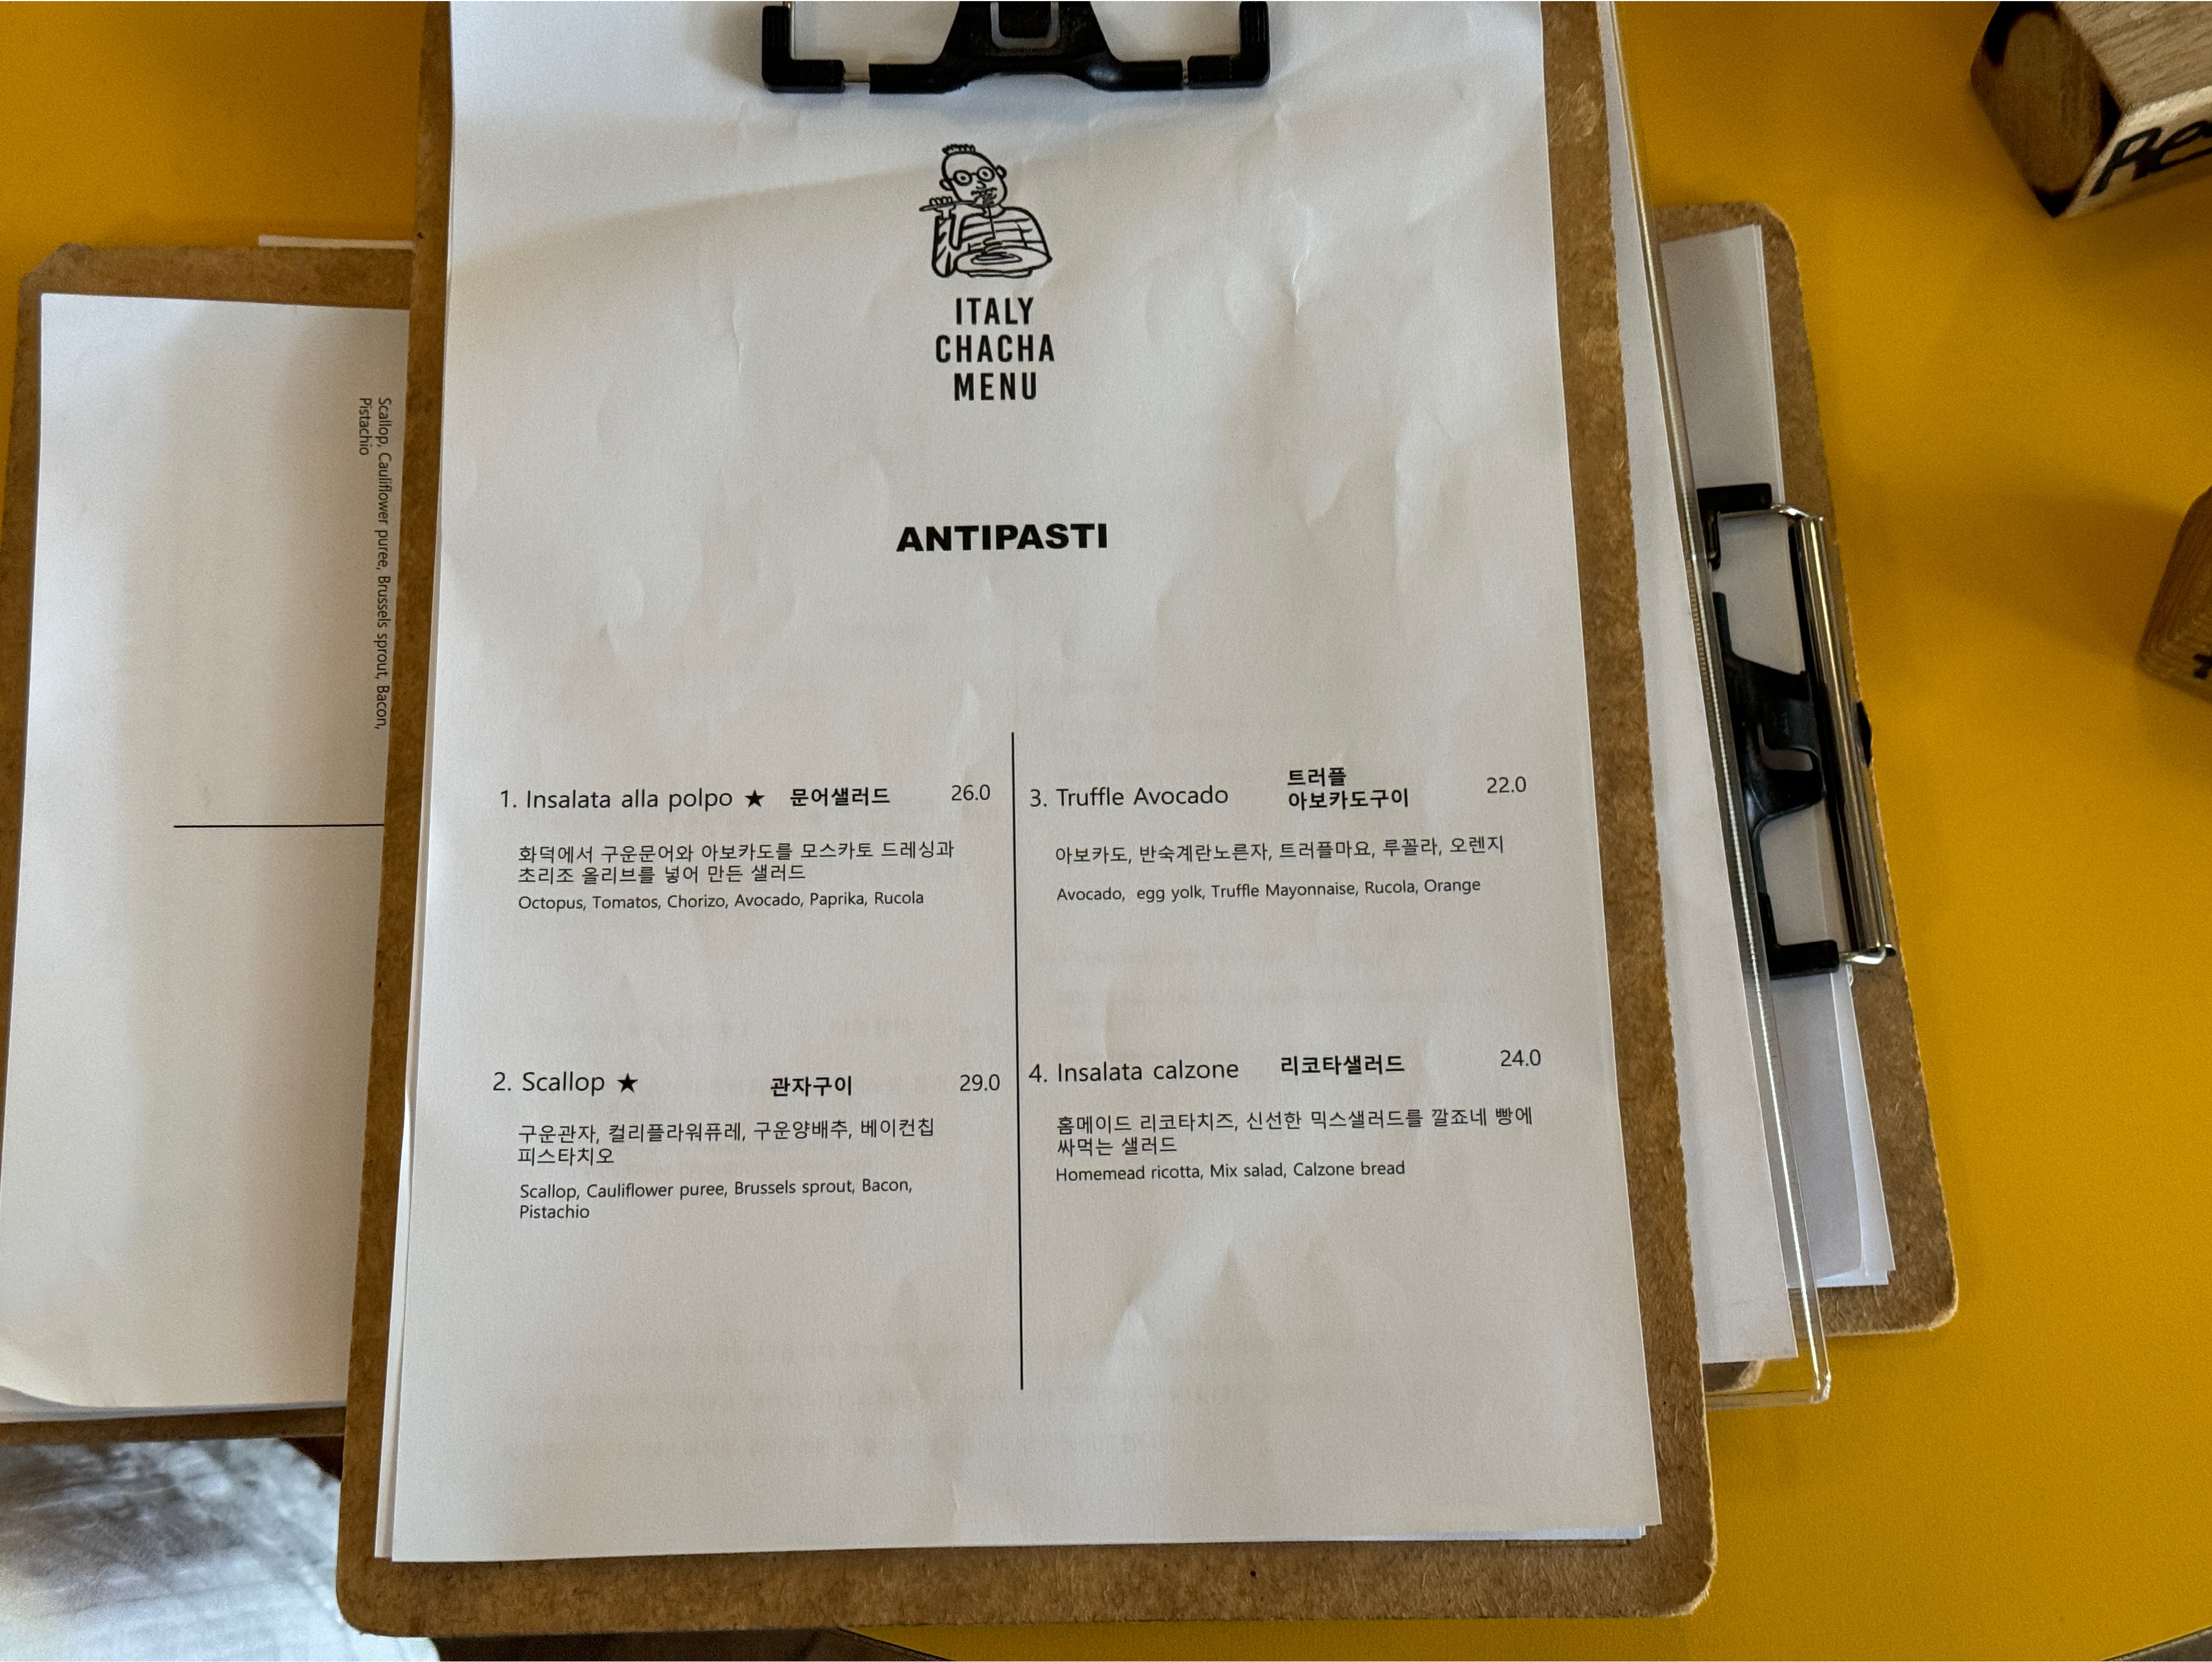 ITALY
CHACHA
MENU
ANTIPASTI
1. Insalata alla polpo ★ 문어샐러드 26.0
화덕에서 구운문어와 아보카도를 모스카토 드레싱과
초리조 올리브를 넣어 만든 샐러드
Octopus, Tomatos, Chorizo, Avocado, Paprika, Rucola
2. Scallop ★ 관자구이 29.0
구운관자, 컬리플라워퓨레, 구운양배추, 베이컨칩
피스타치오
Scallop, Cauliflower puree, Brussels sprout, Bacon,
Pistachio
3. Truffle Avocado 트러플
아보카도구이 22.0
아보카도, 반숙계란노른자, 트러플마요, 루꼴라, 오렌지
Avocado, egg yolk, Truffle Mayonnaise, Rucola, Orange
4. Insalata calzone 리코타샐러드 24.0
홈메이드 리코타치즈, 신선한 믹스샐러드를 깔죠네 빵에
싸먹는 샐러드
Homemead ricotta, Mix salad, Calzone bread
Scallop, Cauliflower puree, Brussels sprout, Bacon,
Pistachio
Re